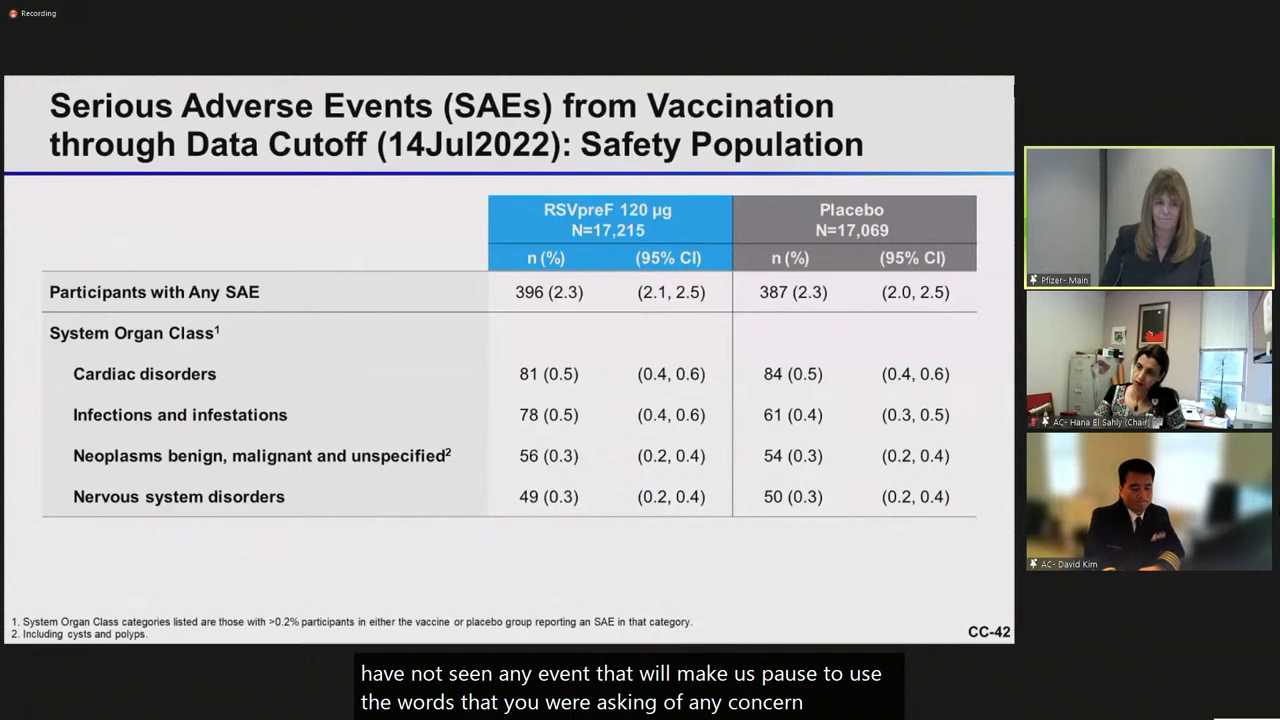 Recording
Serious Adverse Events (SAEs) from Vaccination
through Data Cutoff (14Jul2022): Safety Population
RSVpreF 120 µg
N=17,215
Placebo
N=17,069
n (%) (95% CI) n (%) (95% CI)
Participants with Any SAE 396 (2.3) (2.1, 2.5) 387 (2.3) (2.0, 2.5)
System Organ Class1
Cardiac disorders 81 (0.5) (0.4, 0.6) 84 (0.5) (0.4, 0.6)
Infections and infestations 78 (0.5) (0.4, 0.6) 61 (0.4) (0.3, 0.5)
Neoplasms benign, malignant and unspecified2 56 (0.3) (0.2, 0.4) 54 (0.3) (0.2, 0.4)
Nervous system disorders 49 (0.3) (0.2, 0.4) 50 (0.3) (0.2, 0.4)
1. System Organ Class categories listed are those with >0.2% participants in either the vaccine or placebo group reporting an SAE in that category.
2. Including cysts and polyps.
CC-42
Pfizer- Main
AC- Hana El Sahly (Chair)
AC- David Kim
have not seen any event that will make us pause to use
the words that you were asking of any concern